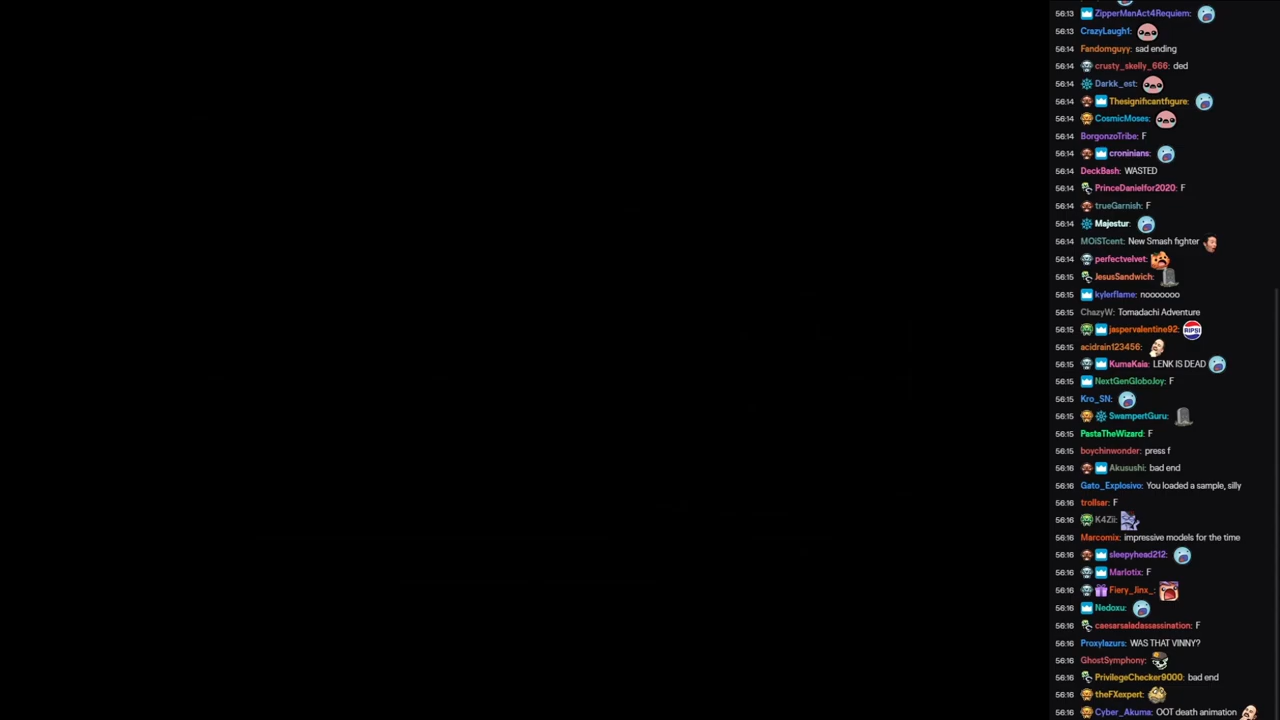 56:13 ZipperManAct4Requiem:
56:13 CrazyLaugh1:
56:14 Fandomguyy: sad ending
56:14 crusty_skelly_666: ded
56:14 Darkk_est:
56:14 Thesignificantfigure:
56:14 CosmicMoses:
56:14 BorgonzoTribe: F
56:14 croninians:
56:14 DeckBash: WASTED
56:14 PrinceDanielfor2020: F
56:14 trueGarnish: F
56:14 Majestur:
56:14 MOiSTcent: New Smash fighter
56:14 perfectvelvet:
56:15 JesusSandwich:
56:15 kylerflame: nooooooo
56:15 ChazyW: Tomadachi Adventure
56:15 jaspervalentine92: RIPSI
56:15 acidrain123456:
56:15 KumaKaia: LENK IS DEAD
56:15 NextGenGloboJoy: F
56:15 Kro_SN:
56:15 SwampertGuru:
56:15 PastaTheWizard: F
56:15 boychinwonder: press f
56:16 Akusushi: bad end
56:16 Gato_Explosivo: You loaded a sample, silly
56:16 trollsar: F
56:16 K4Zii:
56:16 Marcomix: impressive models for the time
56:16 sleepyhead212:
56:16 Marlotix: F
56:16 Fiery_Jinx_:
56:16 Nedoxu:
56:16 caesarsaladassassination: F
56:16 Proxylazurs: WAS THAT VINNY?
56:16 GhostSymphony:
56:16 PrivilegeChecker9000: bad end
56:16 theFXexpert:
56:16 Cyber_Akuma: OOT death animation